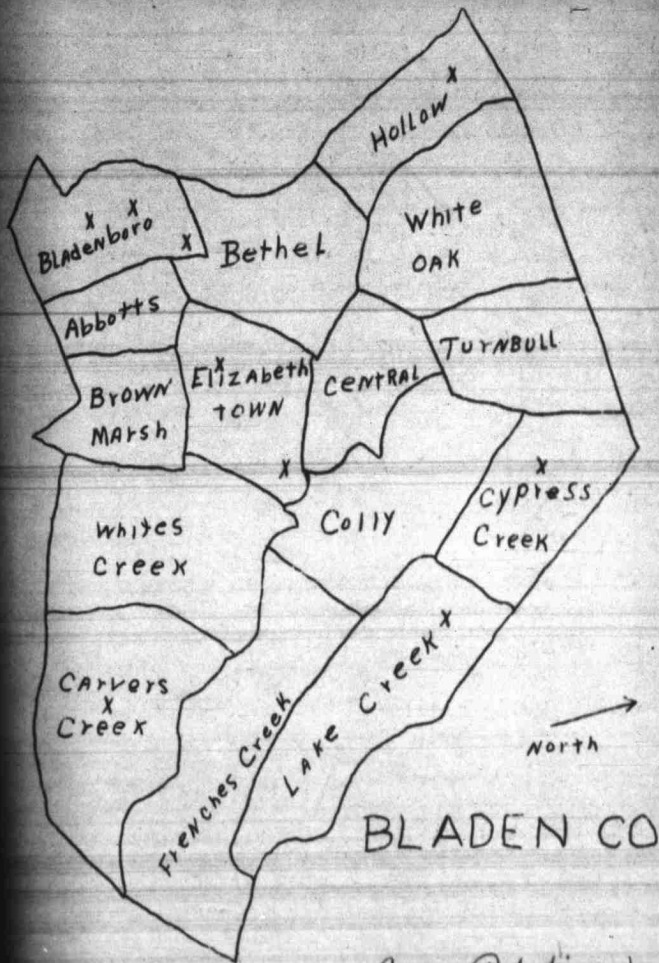 Hollow
X
White
OAK
X X
Bladenboro
X
Bethel
Abbotts
TURNBULL
X
Elizabeth
TOWN
CENTRAL
Brown
Marsh
X
X
Cypress
Creek
Colly
Whites
Creek
X
Lake Creek
Carvers
X
Creek
Frenches Creek
North
BLADEN CO